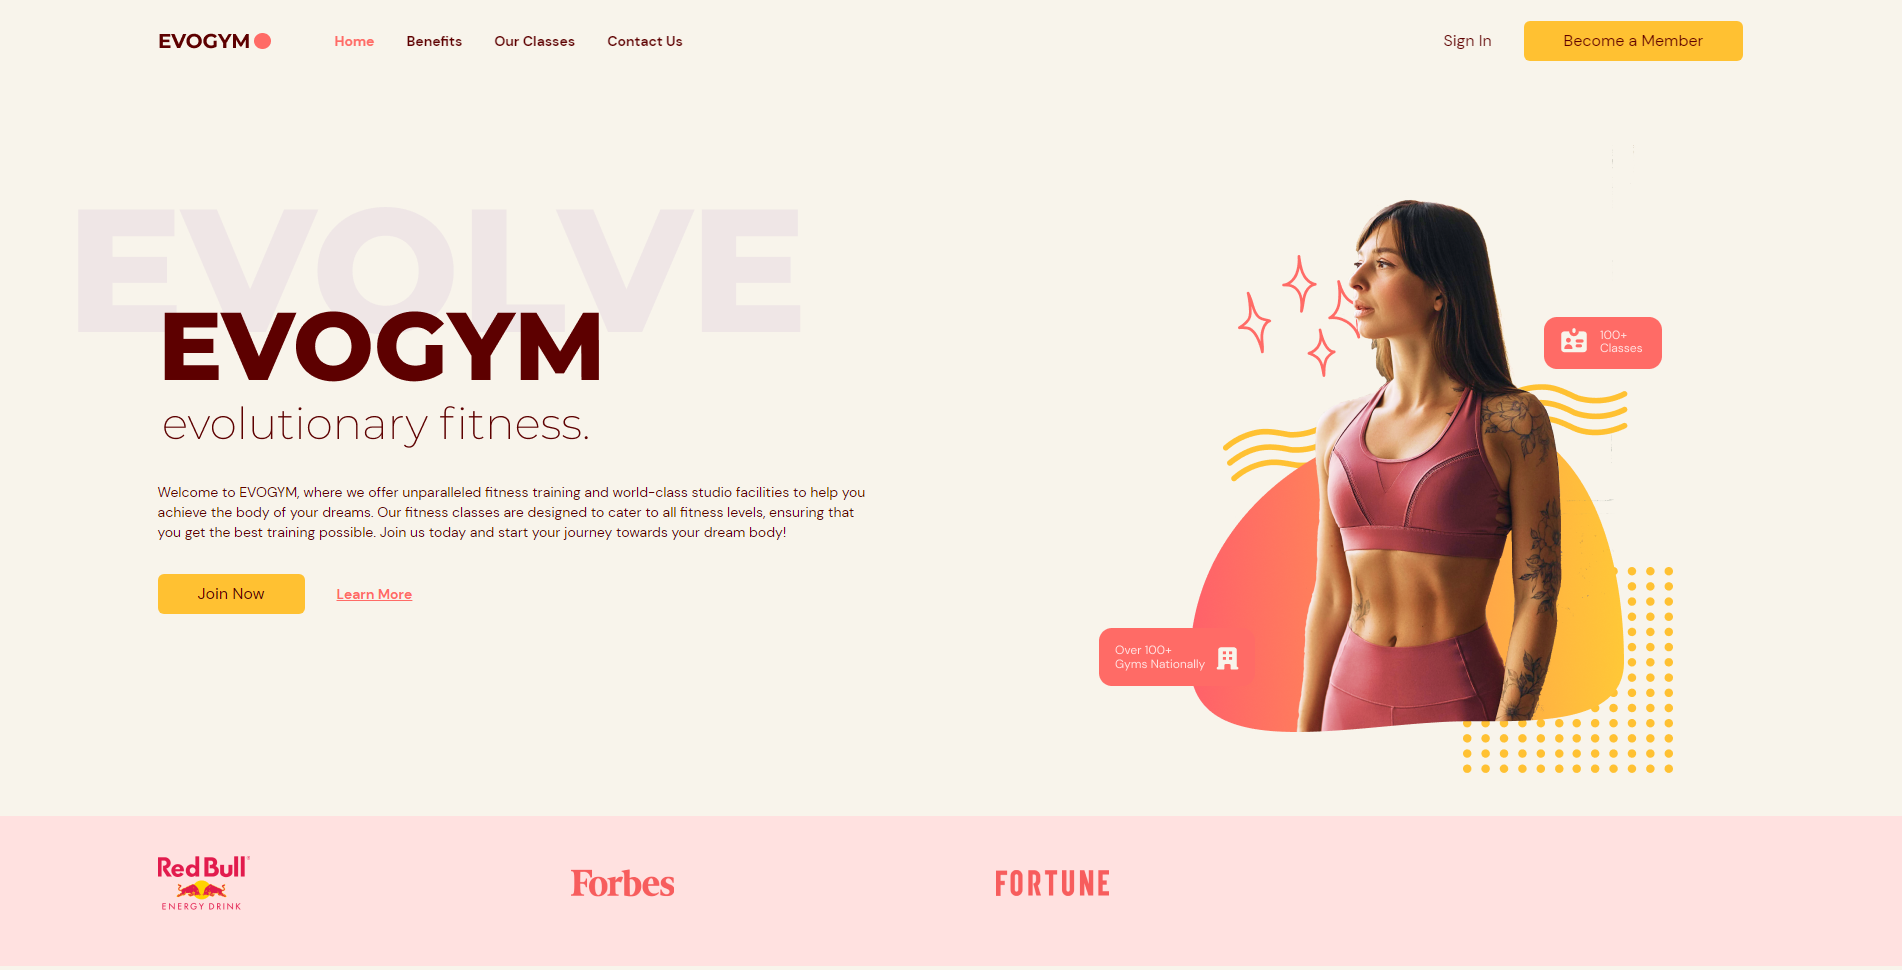 EVOGYM
Home
Benefits
Our Classes
Contact Us
Sign In
Become a Member
EVOLVE
EVOGYM
evolutionary fitness.
Welcome to EVOGYM, where we offer unparalleled fitness training and world-class studio facilities to help you
achieve the body of your dreams. Our fitness classes are designed to cater to all fitness levels, ensuring that
you get the best training possible. Join us today and start your journey towards your dream body!
Join Now
Learn More
100+
Classes
Over 100+
Gyms Nationally
Red Bull
ENERGY DRINK
Forbes
FORTUNE